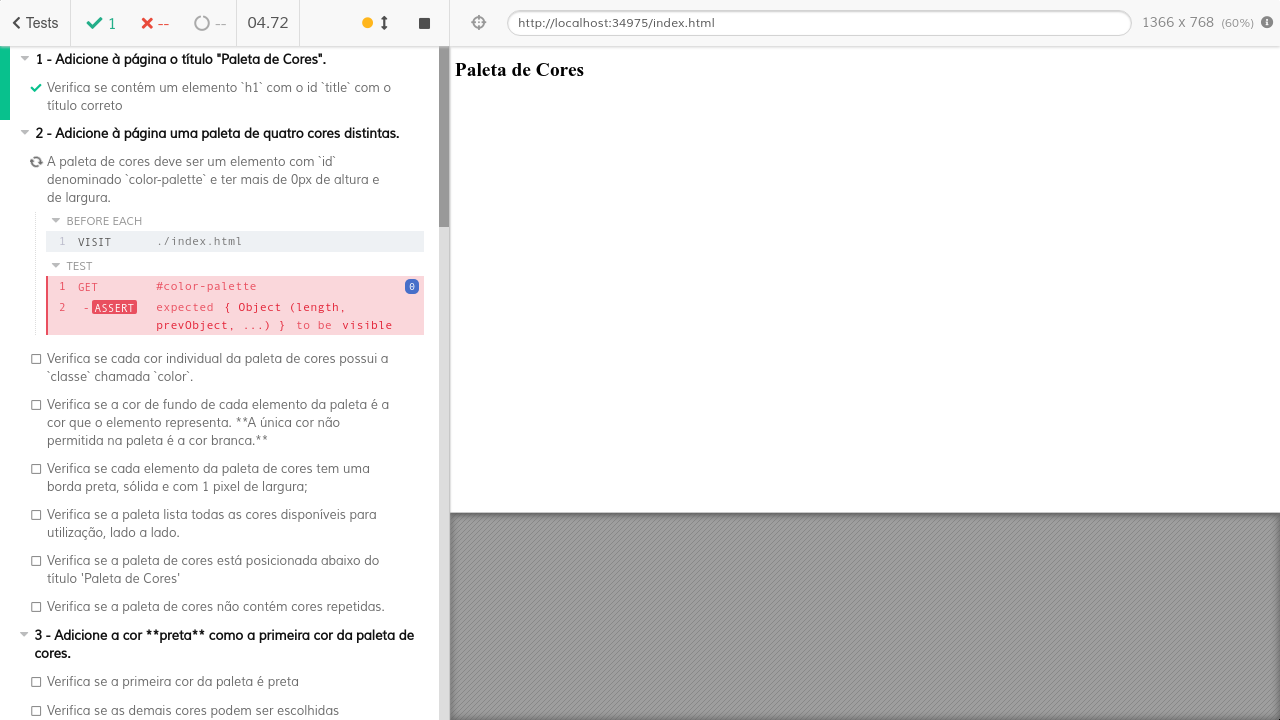 Tests
1
--
--
04.72
http://localhost:34975/index.html
1366 x 768 (60%)
1 - Adicione à página o título "Paleta de Cores".
Verifica se contém um elemento `h1` com o id `title` com o
título correto
2 - Adicione à página uma paleta de quatro cores distintas.
A paleta de cores deve ser um elemento com `id`
denominado `color-palette` e ter mais de 0px de altura e
de largura.
BEFORE EACH
1 VISIT ./index.html
TEST
1 GET #color-palette 0
2 -ASSERT expected { Object (length,
prevObject, ...) } to be visible
Verifica se cada cor individual da paleta de cores possui a
`classe` chamada `color`.
Verifica se a cor de fundo de cada elemento da paleta é a
cor que o elemento representa. **A única cor não
permitida na paleta é a cor branca.**
Verifica se cada elemento da paleta de cores tem uma
borda preta, sólida e com 1 pixel de largura;
Verifica se a paleta lista todas as cores disponíveis para
utilização, lado a lado.
Verifica se a paleta de cores está posicionada abaixo do
título 'Paleta de Cores'
Verifica se a paleta de cores não contém cores repetidas.
3 - Adicione a cor **preta** como a primeira cor da paleta de
cores.
Verifica se a primeira cor da paleta é preta
Verifica se as demais cores podem ser escolhidas
Paleta de Cores